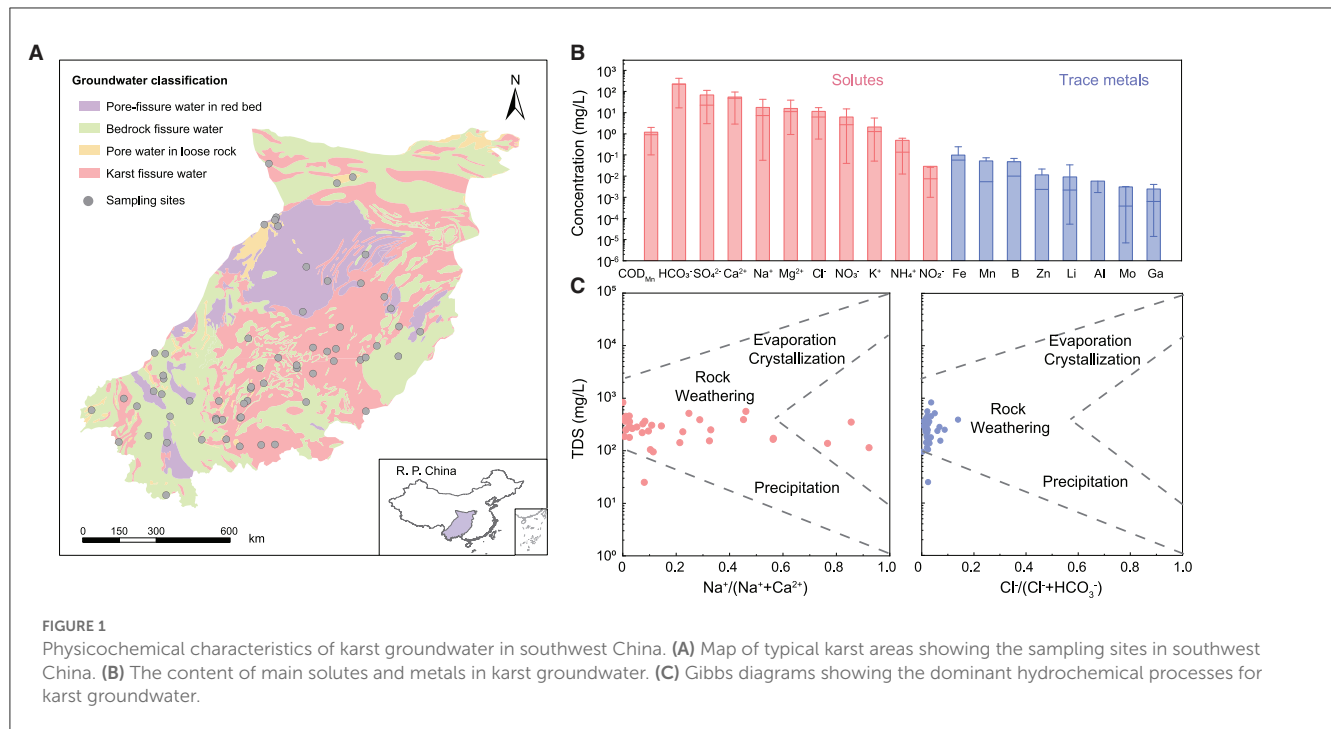 A
Groundwater classification
Pore-fissure water in red bed
Bedrock fissure water
Pore water in loose rock
Karst fissure water
Sampling sites
N
R. P. China
0 150 300 600
km
B
Solutes
Trace metals
Concentration (mg/L)
10³
10²
10¹
10⁰
10⁻¹
10⁻²
10⁻³
10⁻⁴
10⁻⁵
10⁻⁶
COD_Mn HCO₃⁻ SO₄²⁻ Ca²⁺ Na⁺ Mg²⁺ Cl⁻ NO₃⁻ K⁺ NH₄⁺ NO₂⁻ Fe Mn B Zn Li Al Mo Ga
C
TDS (mg/L)
10⁵
10⁴
10³
10²
10¹
10⁰
Evaporation
Crystallization
Rock
Weathering
Precipitation
0 0.2 0.4 0.6 0.8 1.0
Na⁺/(Na⁺+Ca²⁺)
Evaporation
Crystallization
Rock
Weathering
Precipitation
0 0.2 0.4 0.6 0.8 1.0
Cl⁻/(Cl⁻+HCO₃⁻)
FIGURE 1
Physicochemical characteristics of karst groundwater in southwest China. (A) Map of typical karst areas showing the sampling sites in southwest
China. (B) The content of main solutes and metals in karst groundwater. (C) Gibbs diagrams showing the dominant hydrochemical processes for
karst groundwater.